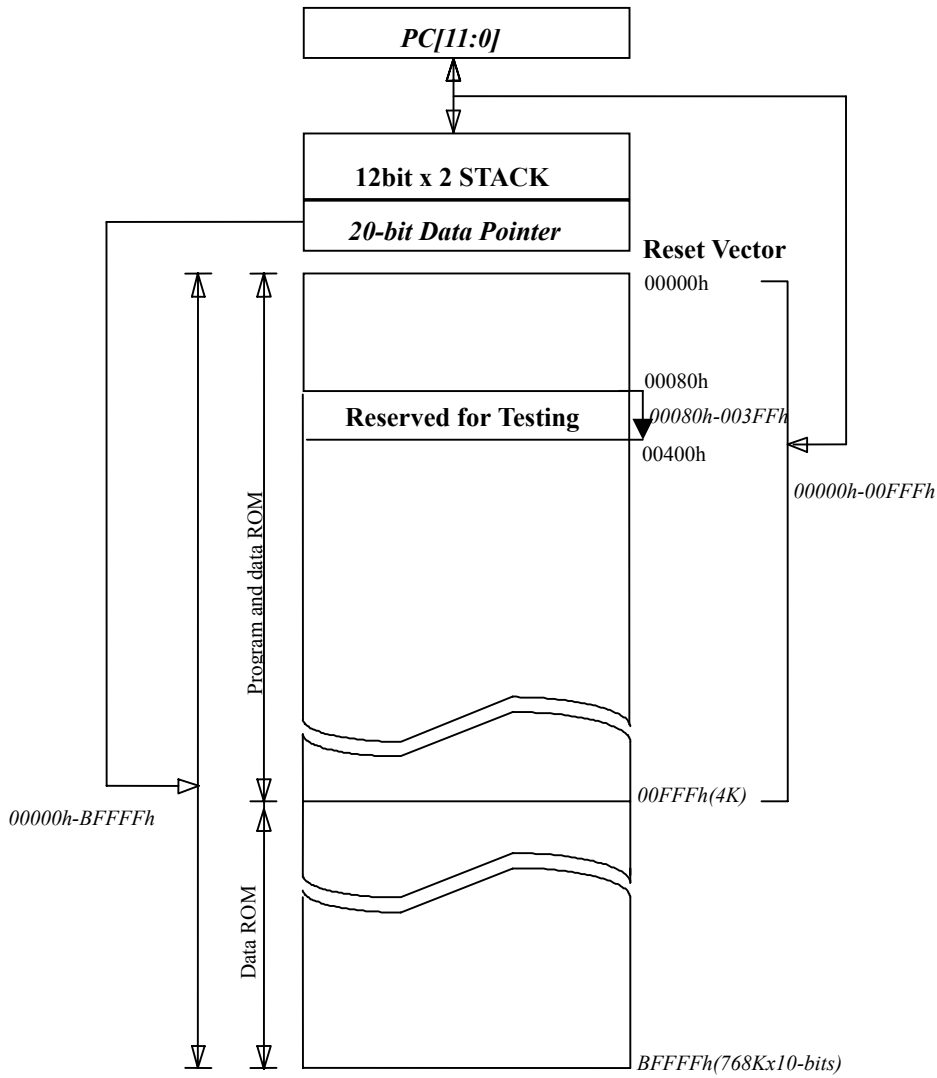 PC[11:0]
12bit x 2 STACK
20-bit Data Pointer
Reset Vector
00000h
00080h
Reserved for Testing
00080h-003FFh
00400h
00000h-00FFFh
Program and data ROM
00FFFh(4K)
00000h-BFFFFh
Data ROM
BFFFFh(768Kx10-bits)